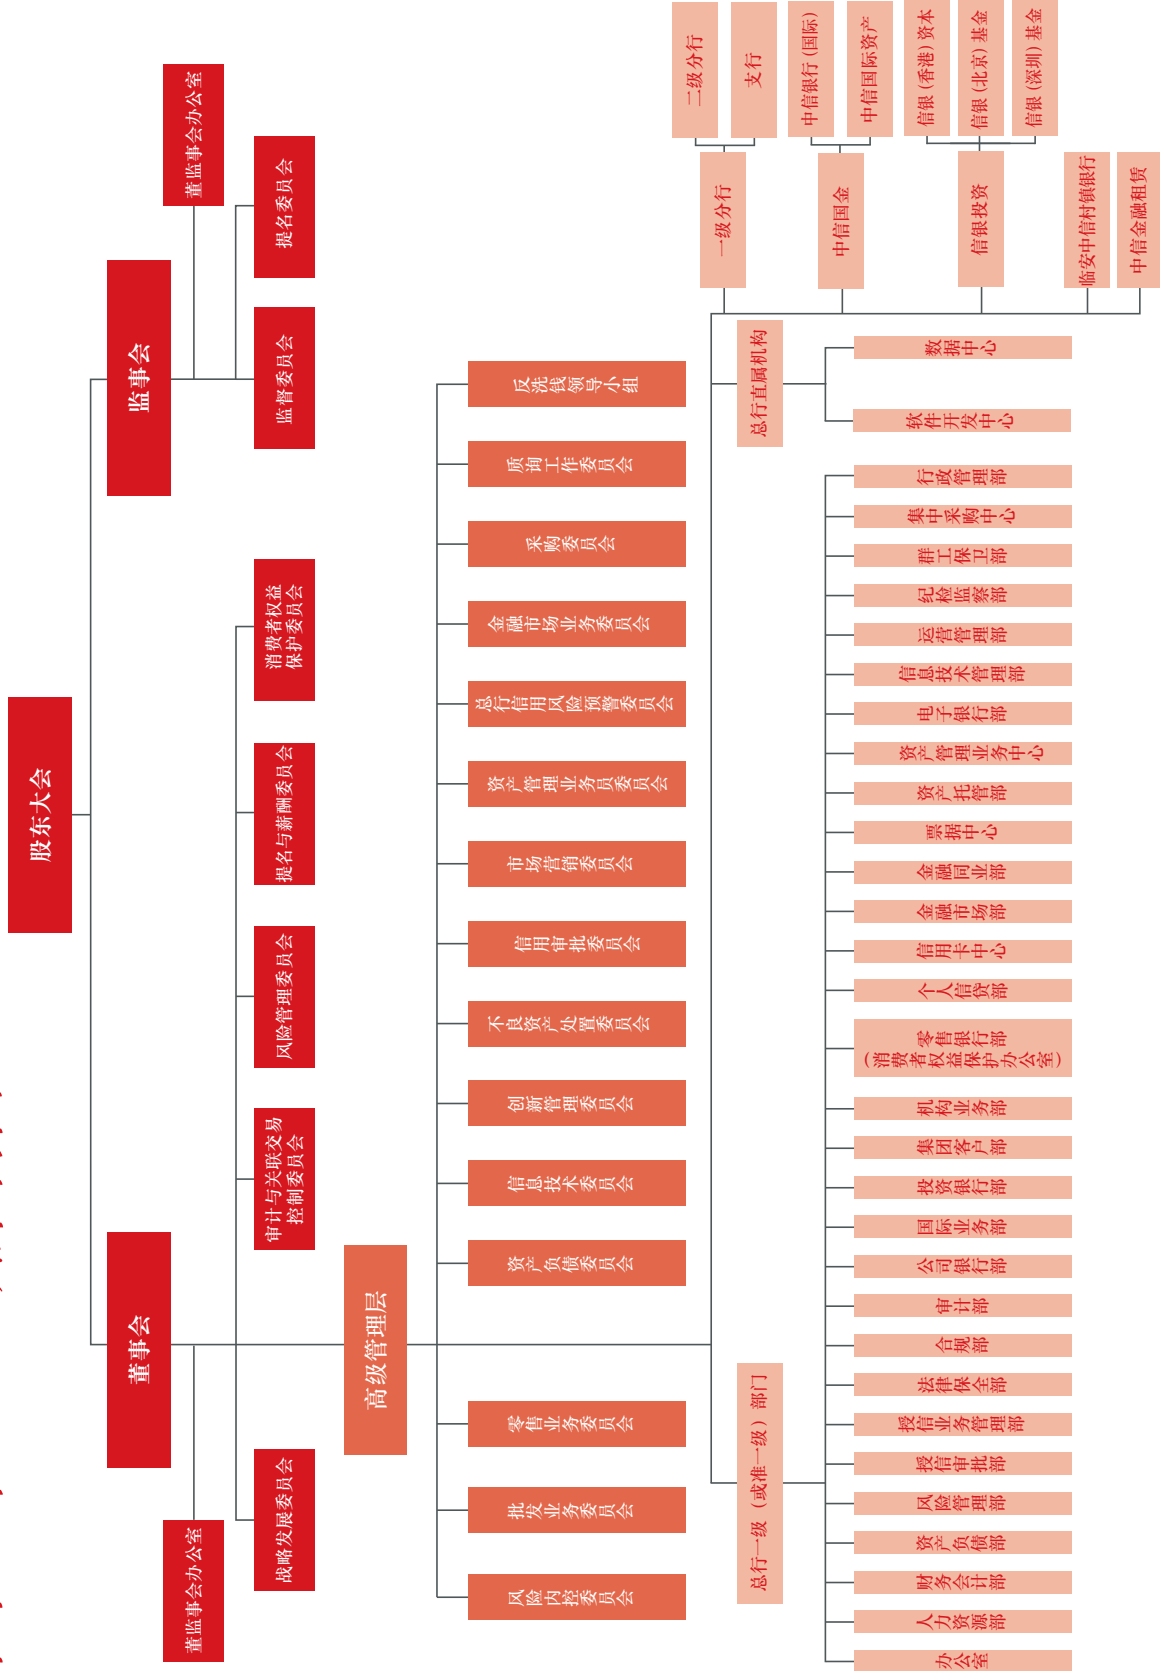 股东大会
董事会
监事会
董监事会办公室
董监事会办公室
战略发展委员会
审计与关联交易
控制委员会
风险管理委员会
提名与薪酬委员会
消费者权益
保护委员会
监督委员会
提名委员会
高级管理层
风险内控委员会
批发业务委员会
零售业务委员会
资产负债委员会
信息技术委员会
创新管理委员会
不良资产处置委员会
信用审批委员会
市场营销委员会
资产管理业务员委员会
总行信用风险预警委员会
金融市场业务委员会
采购委员会
质询工作委员会
反洗钱领导小组
总行一级（或准一级）部门
总行直属机构
办公室
人力资源部
财务会计部
资产负债部
风险管理部
授信审批部
授信业务管理部
法律保全部
合规部
审计部
公司银行部
国际业务部
投资银行部
集团客户部
机构业务部
零售银行部
（消费者权益保护办公室）
个人信贷部
信用卡中心
金融市场部
金融同业部
票据中心
资产托管部
资产管理业务中心
电子银行部
信息技术管理部
运营管理部
纪检监察部
群工保卫部
集中采购中心
行政管理部
软件开发中心
数据中心
一级分行
中信国金
信银投资
临安中信村镇银行
中信金融租赁
二级分行
支行
中信银行（国际）
中信国际资产
信银（香港）资本
信银（北京）基金
信银（深圳）基金